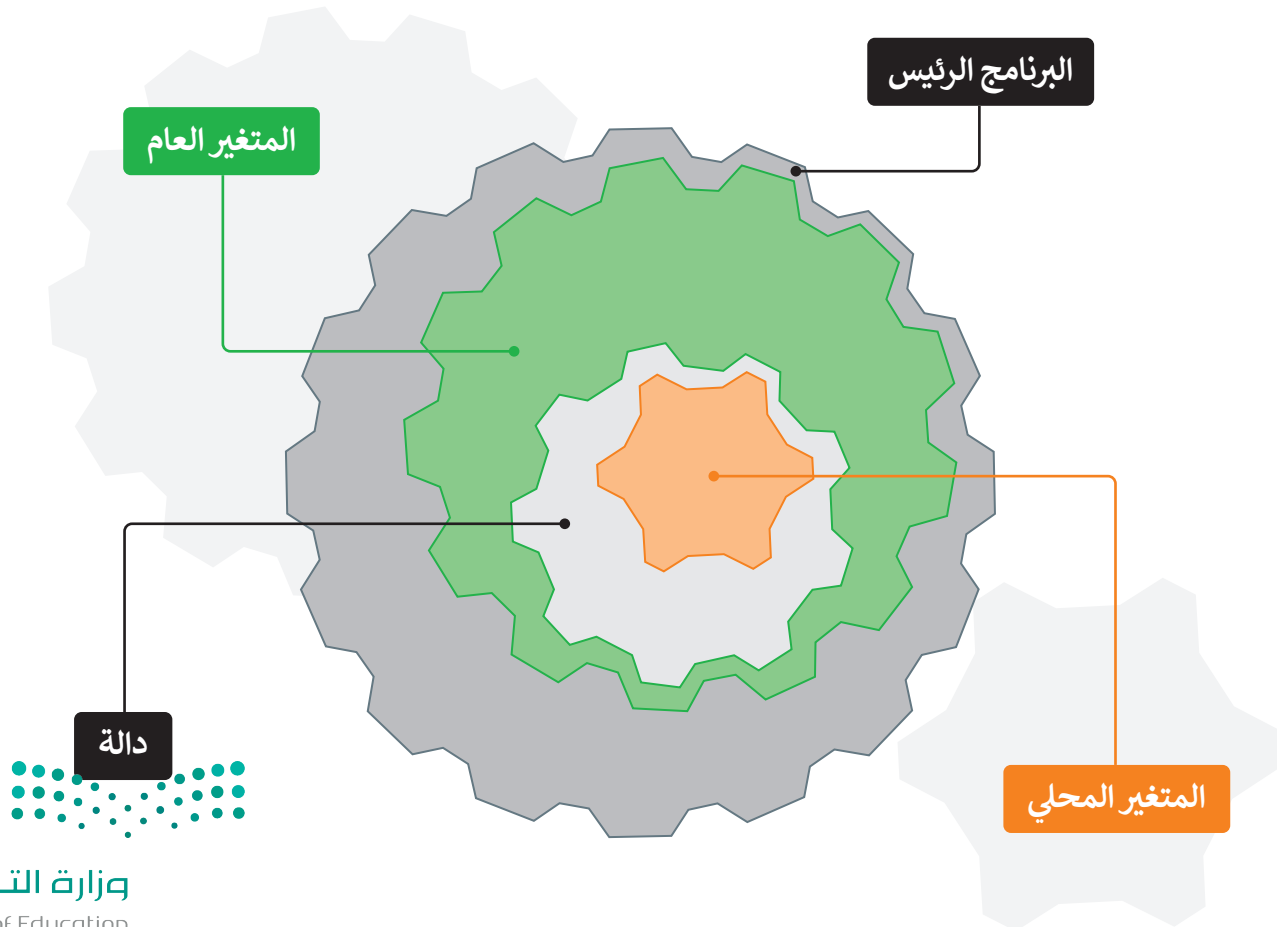 البرنامج الرئيس
المتغير العام
دالة
المتغير المحلي
وزارة التـ
of Education